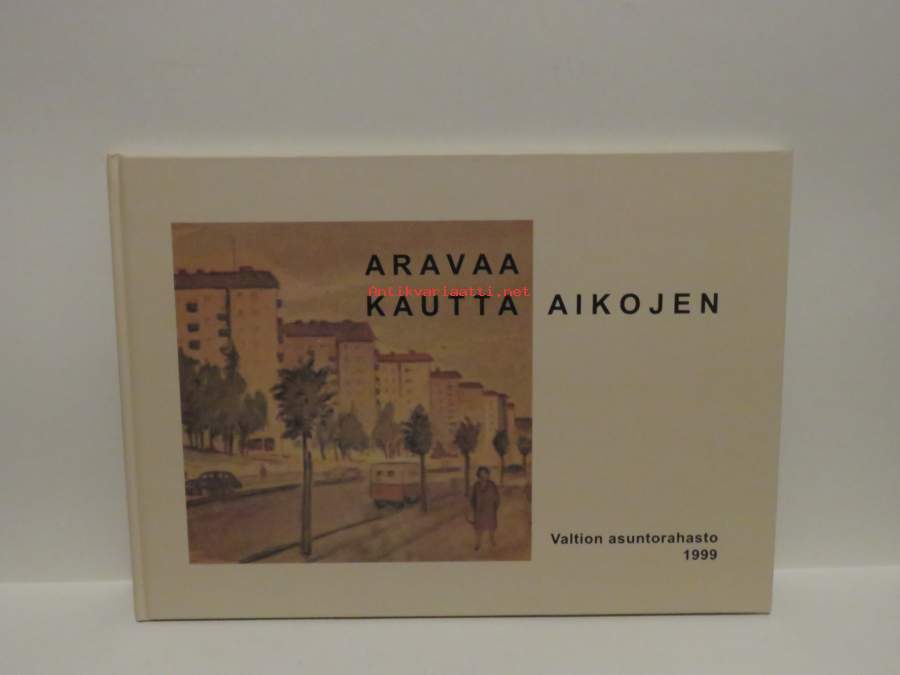 ARAVAA
Antikvariaatti.net
KAUTTA AIKOJEN
Valtion asuntorahasto
1999